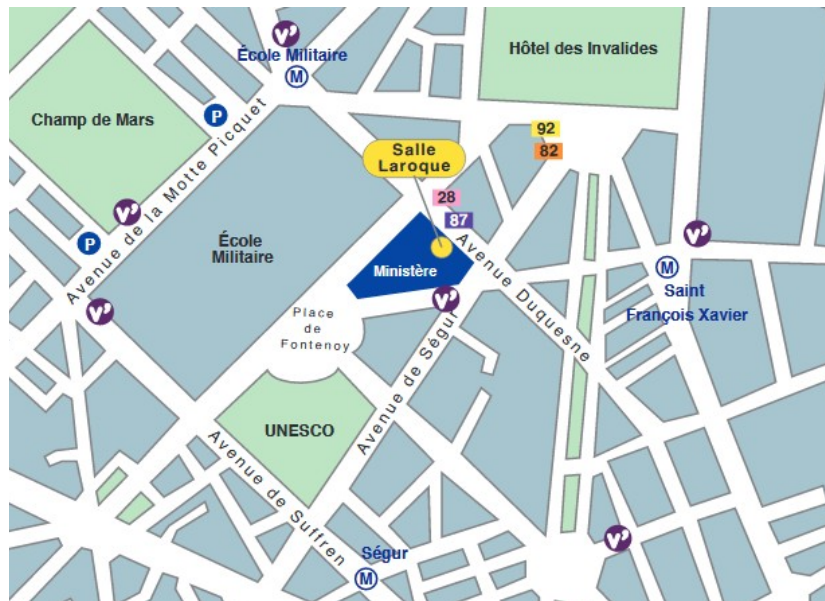 V'
École Militaire
M
Hôtel des Invalides
Champ de Mars
P
Avenue de la Motte Picquet
92
82
Salle
Laroque
28
87
V'
P
École
Militaire
Ministère
Avenue Duquesne
V'
M
Saint
François Xavier
V'
V'
Place
de
Fontenoy
Avenue de Ségur
UNESCO
Avenue de Suffren
V'
Ségur
M